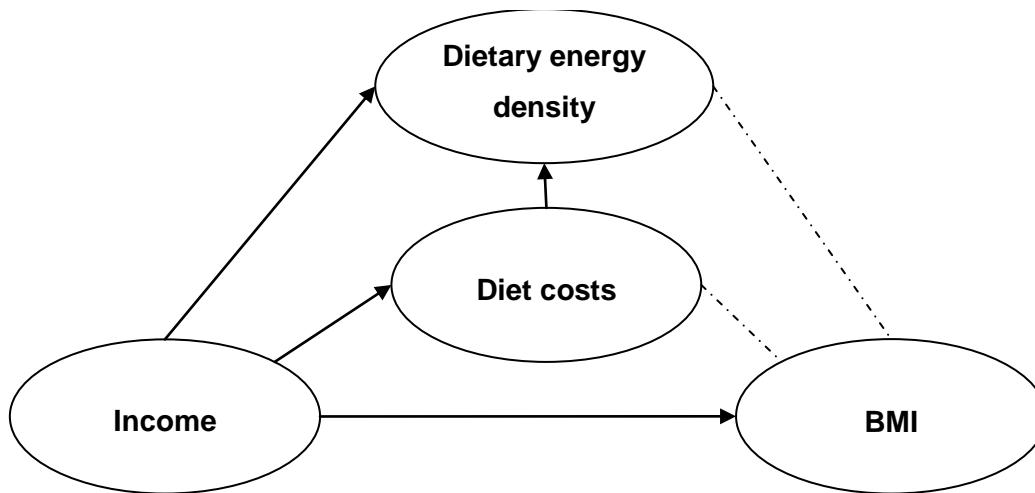 Dietary energy
density
Diet costs
Income
BMI